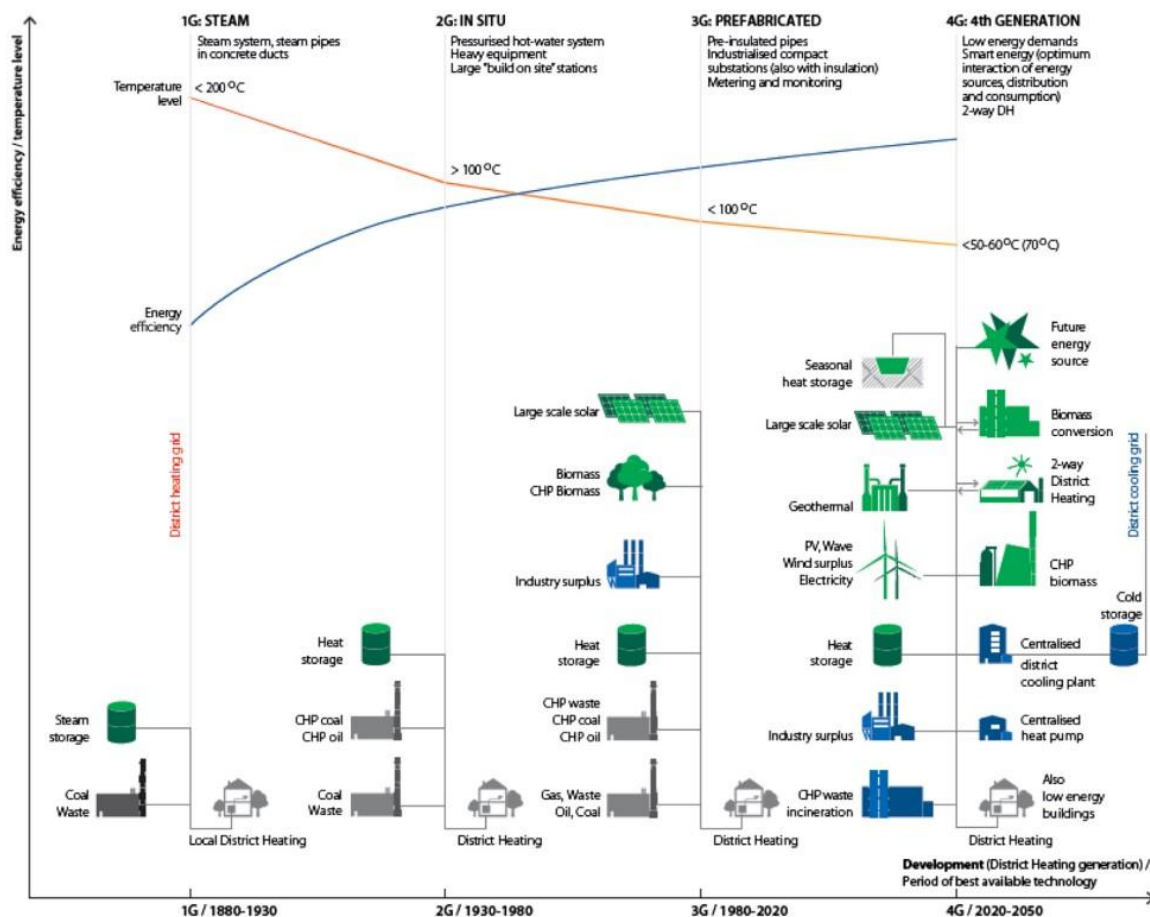 1G: STEAM
Steam system, steam pipes
in concrete ducts
2G: IN SITU
Pressurised hot-water system
Heavy equipment
Large "build on site" stations
3G: PREFABRICATED
Pre-insulated pipes
Industrialised compact
substations (also with insulation)
Metering and monitoring
4G: 4th GENERATION
Low energy demands
Smart energy (optimum
interaction of energy
sources, distribution
and consumption)
2-way DH
Energy efficiency / temperature level
Temperature
level
< 200 °C
> 100 °C
< 100 °C
<50-60°C (70°C)
Energy
efficiency
District heating grid
Steam
storage
Coal
Waste
Local District Heating
Heat
storage
CHP coal
CHP oil
Coal
Waste
District Heating
Large scale solar
Biomass
CHP Biomass
Industry surplus
Heat
storage
CHP waste
CHP coal
CHP oil
Gas, Waste
Oil, Coal
District Heating
Seasonal
heat storage
Large scale solar
Geothermal
PV, Wave
Wind surplus
Electricity
Heat
storage
Industry surplus
CHP waste
incineration
Future
energy
source
Biomass
conversion
2-way
District
Heating
CHP
biomass
Centralised
district
cooling plant
Centralised
heat pump
Also
low energy
buildings
District Heating
District cooling grid
Cold
storage
Development (District Heating generation) /
Period of best available technology
1G / 1880-1930
2G / 1930-1980
3G / 1980-2020
4G / 2020-2050